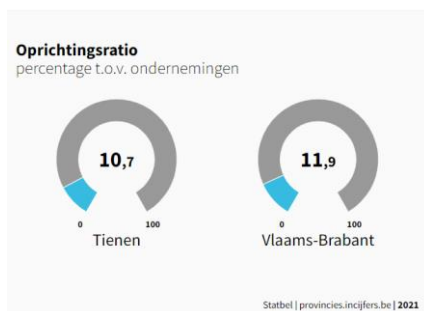 Oprichtingsratio
percentage t.o.v. ondernemingen
10,7
11,9
0 100
0 100
Tienen
Vlaams-Brabant
Statbel | provincies.incijfers.be | 2021